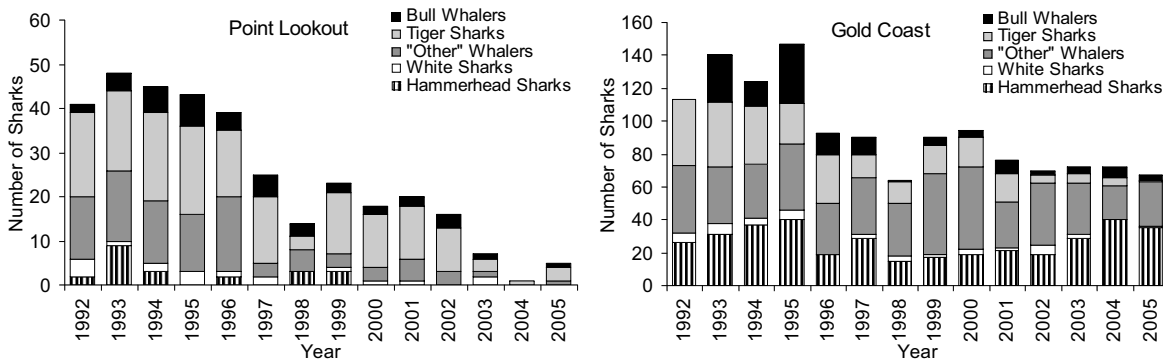 Point Lookout
Bull Whalers
Tiger Sharks
"Other" Whalers
White Sharks
Hammerhead Sharks
Number of Sharks
60
50
40
30
20
10
0
1992
1993
1994
1995
1996
1997
1998
1999
2000
2001
2002
2003
2004
2005
Year
Gold Coast
Bull Whalers
Tiger Sharks
"Other" Whalers
White Sharks
Hammerhead Sharks
Number of Sharks
160
140
120
100
80
60
40
20
0
1992
1993
1994
1995
1996
1997
1998
1999
2000
2001
2002
2003
2004
2005
Year